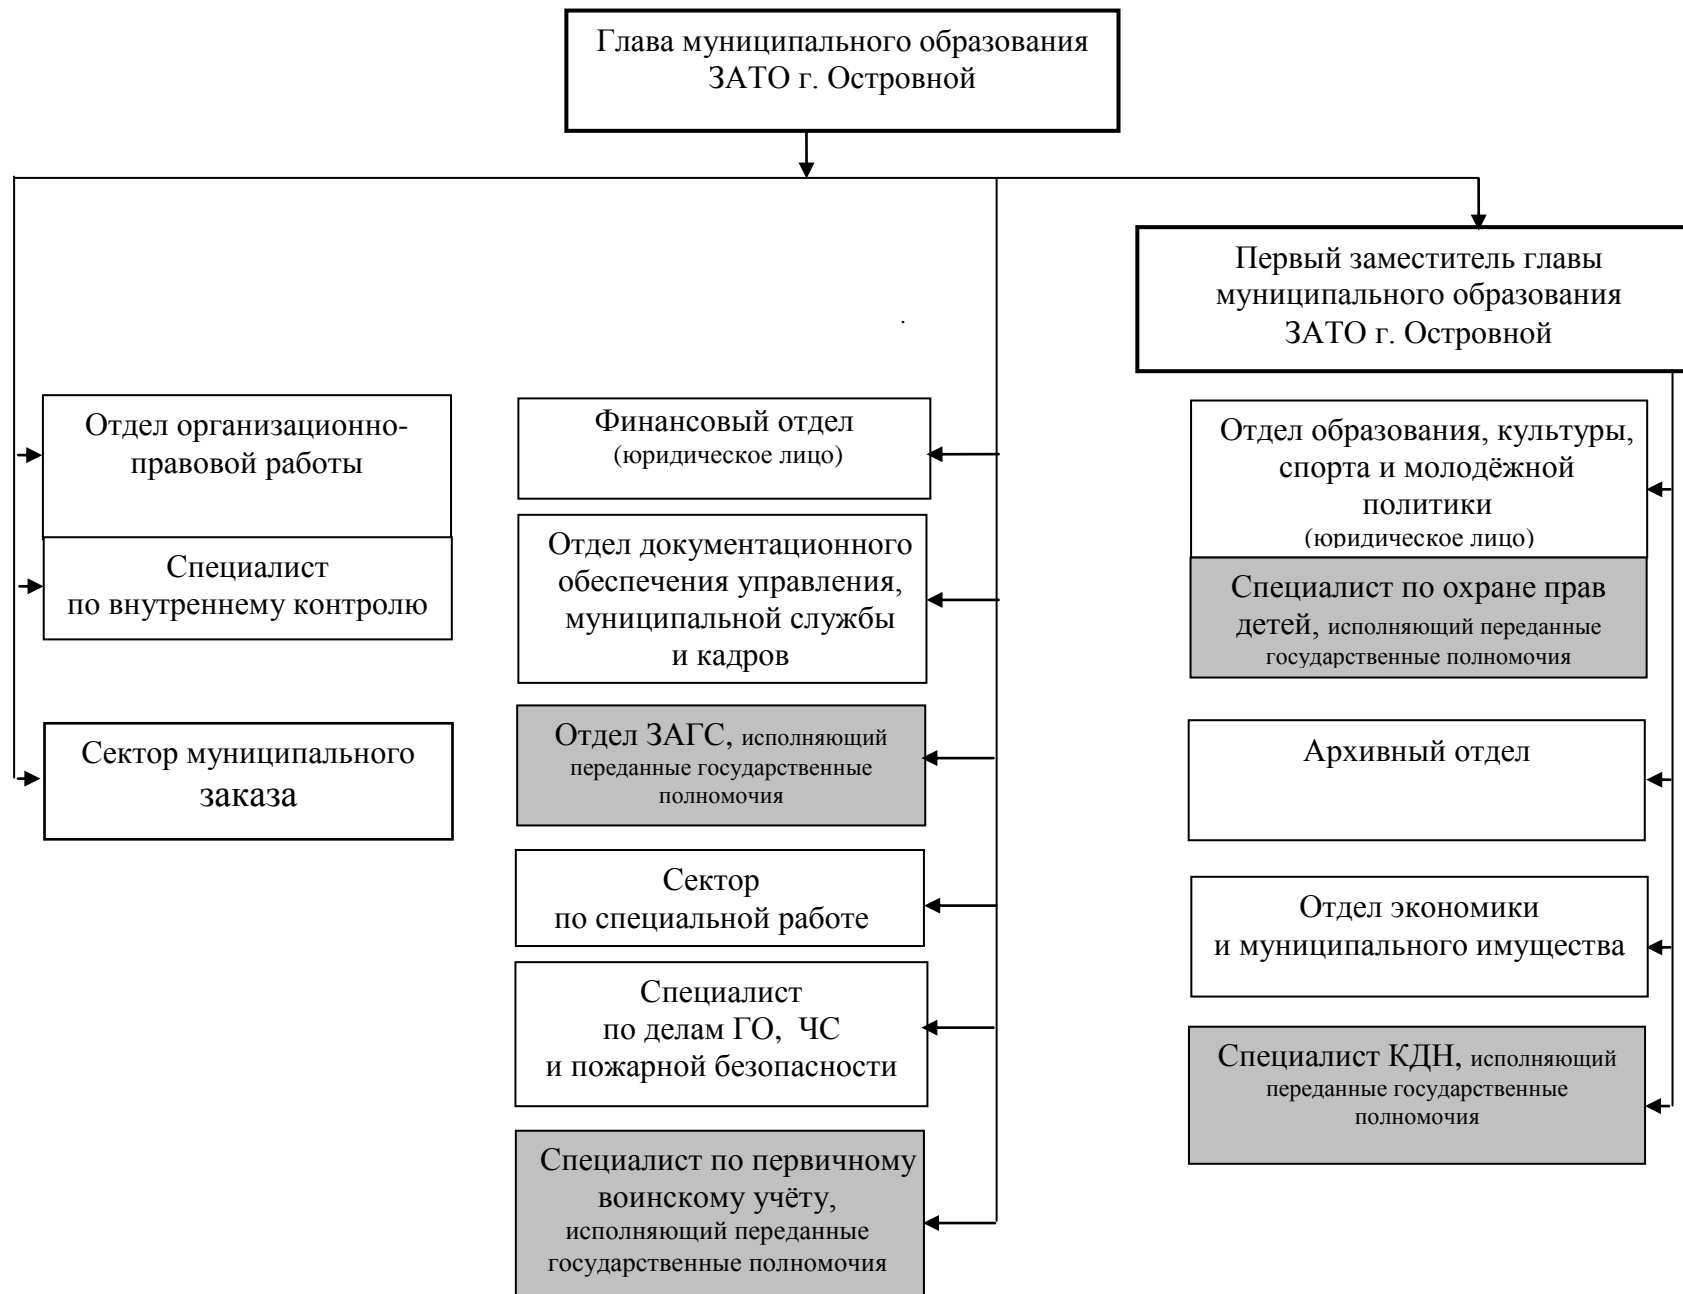 Глава муниципального образования
ЗАТО г. Островной
Первый заместитель главы
муниципального образования
ЗАТО г. Островной
.
Отдел организационно-
правовой работы
Специалист
по внутреннему контролю
Сектор муниципального
заказа
Финансовый отдел
(юридическое лицо)
Отдел документационного
обеспечения управления,
муниципальной службы
и кадров
Отдел ЗАГС, исполняющий
переданные государственные
полномочия
Сектор
по специальной работе
Специалист
по делам ГО, ЧС
и пожарной безопасности
Специалист по первичному
воинскому учёту,
исполняющий переданные
государственные полномочия
Отдел образования, культуры,
спорта и молодёжной
политики
(юридическое лицо)
Специалист по охране прав
детей, исполняющий переданные
государственные полномочия
Архивный отдел
Отдел экономики
и муниципального имущества
Специалист КДН, исполняющий
переданные государственные
полномочия